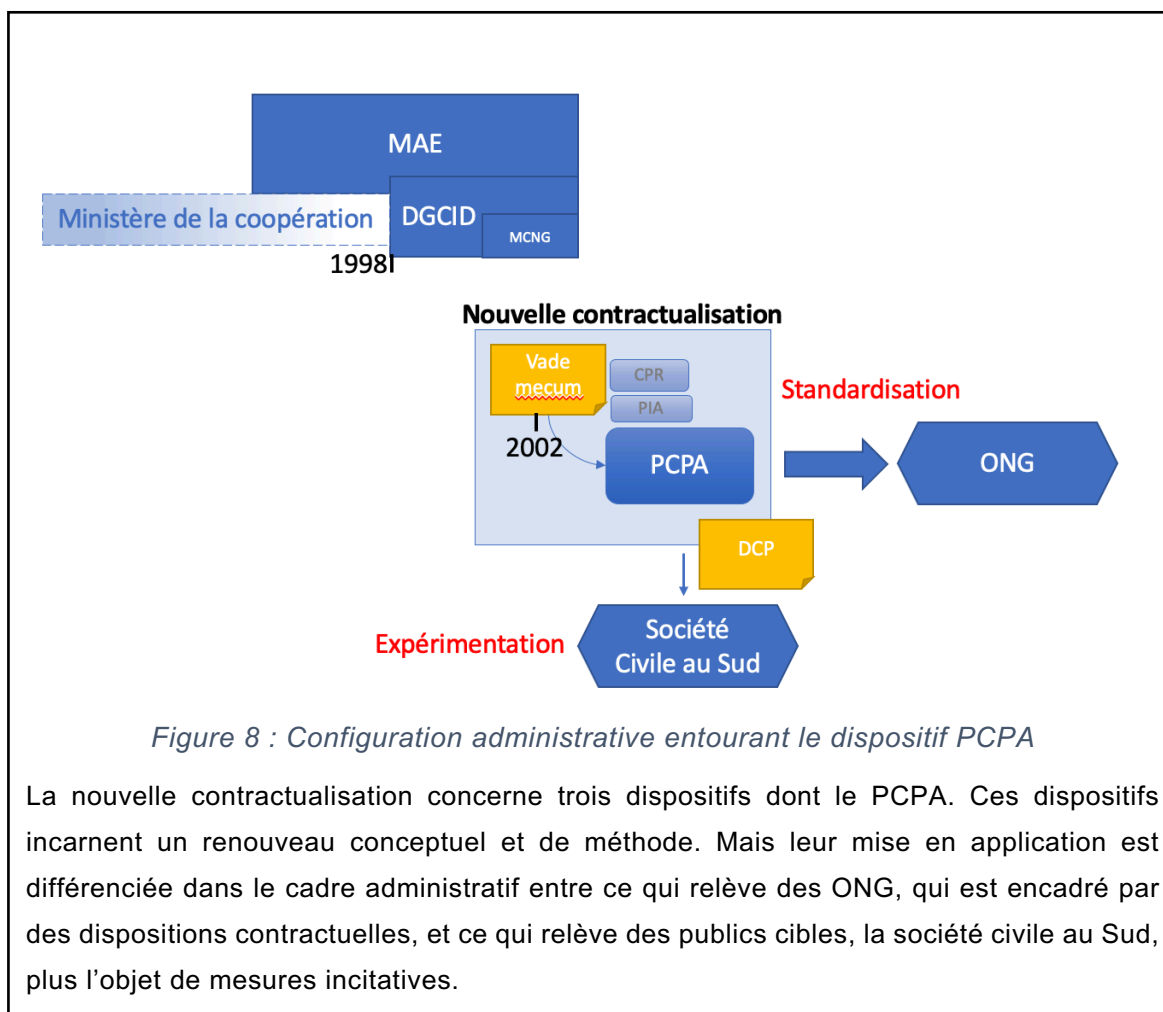 MAE
Ministère de la coopération
DGCID
MCNG
1998
Nouvelle contractualisation
Vade
mecum
2002
CPR
PIA
PCPA
Standardisation
ONG
DCP
Expérimentation
Société
Civile au Sud
Figure 8 : Configuration administrative entourant le dispositif PCPA
La nouvelle contractualisation concerne trois dispositifs dont le PCPA. Ces dispositifs
incarnent un renouveau conceptuel et de méthode. Mais leur mise en application est
différenciée dans le cadre administratif entre ce qui relève des ONG, qui est encadré par
des dispositions contractuelles, et ce qui relève des publics cibles, la société civile au Sud,
plus l’objet de mesures incitatives.